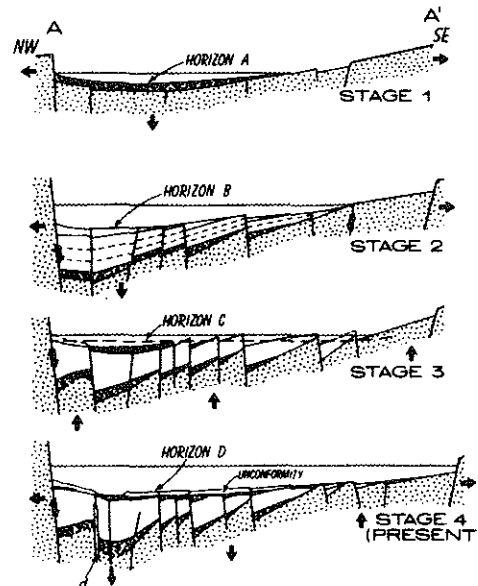 A A'
NW SE
HORIZON A
STAGE 1
HORIZON B
STAGE 2
HORIZON C
STAGE 3
HORIZON D
UNCONFORMITY
STAGE 4
(PRESENT